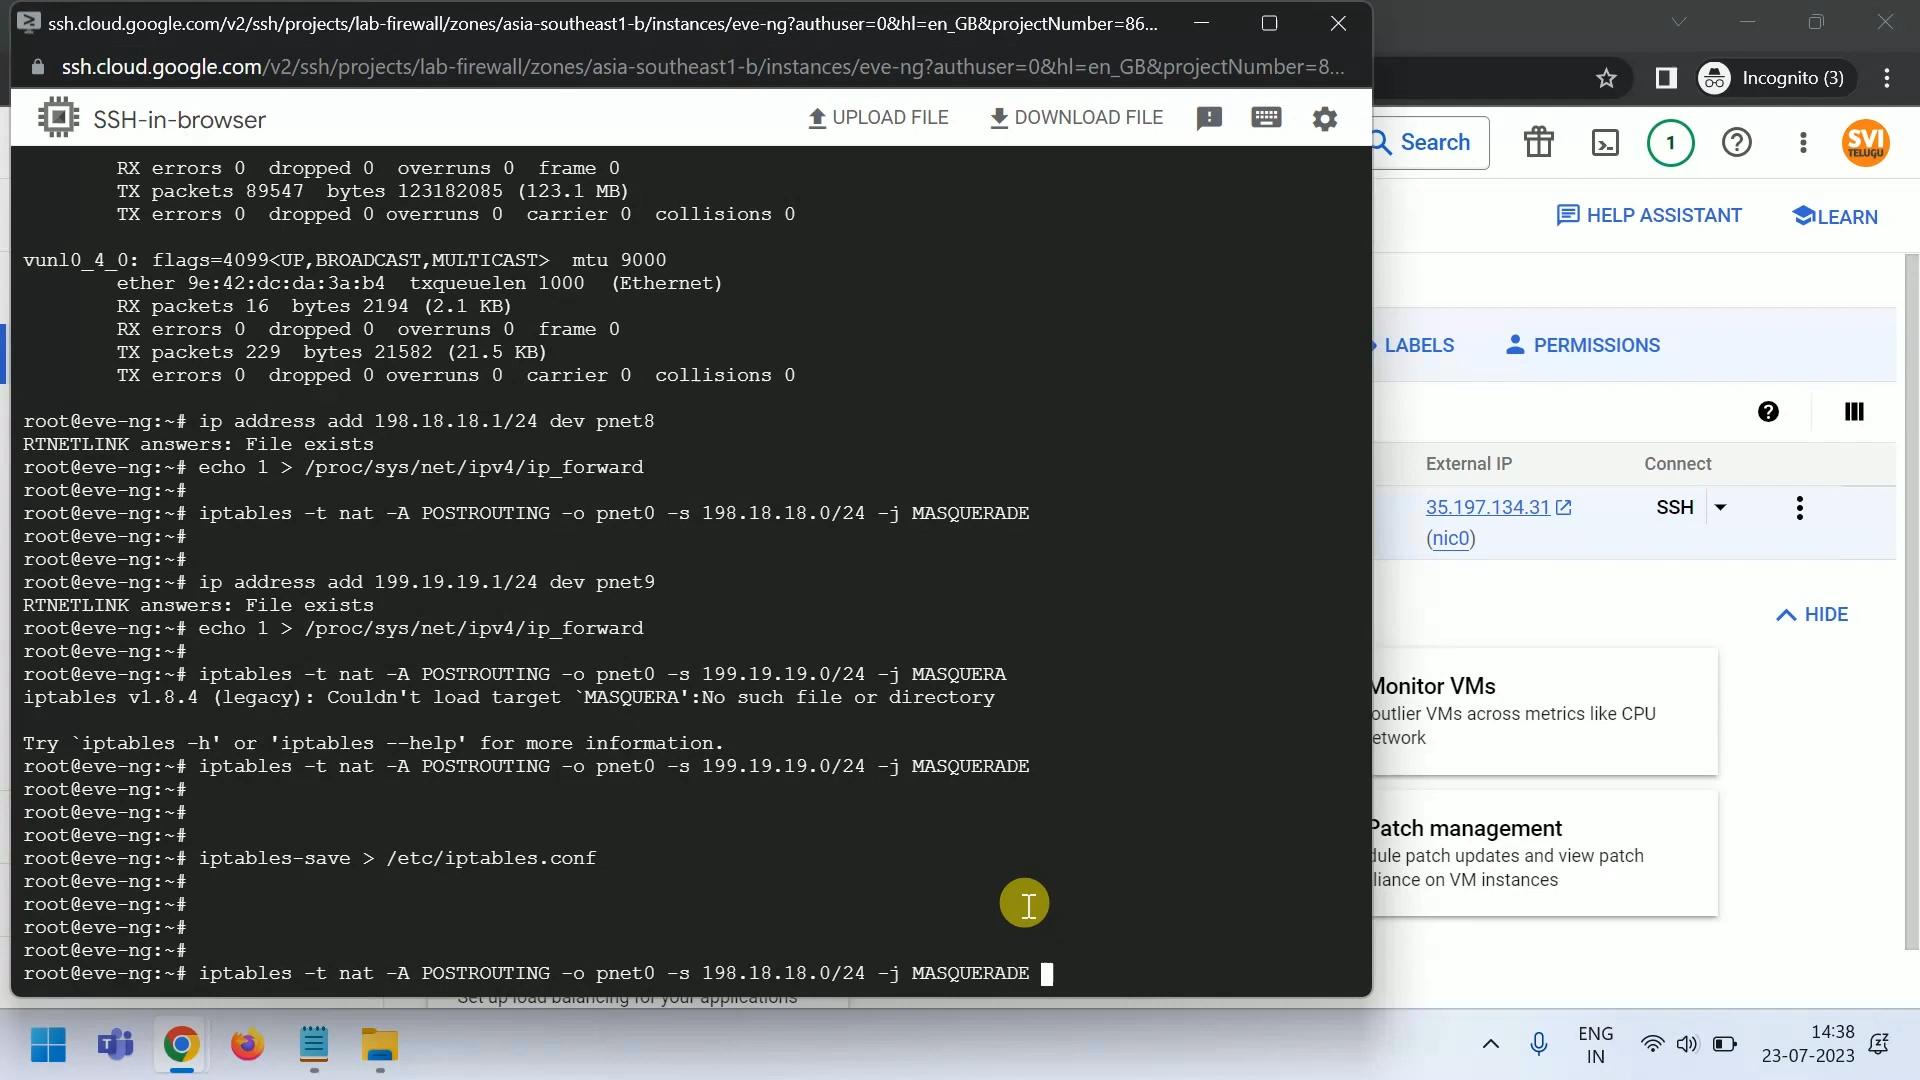 ssh.cloud.google.com/v2/ssh/projects/lab-firewall/zones/asia-southeast1-b/instances/eve-ng?authuser=0&hl=en_GB&projectNumber=86...
ssh.cloud.google.com/v2/ssh/projects/lab-firewall/zones/asia-southeast1-b/instances/eve-ng?authuser=0&hl=en_GB&projectNumber=8...
Incognito (3)
SSH-in-browser
UPLOAD FILE
DOWNLOAD FILE
Search
1
SVI
TELUGU
HELP ASSISTANT
LEARN
LABELS
PERMISSIONS
External IP
Connect
35.197.134.31
SSH
(nic0)
HIDE
Monitor VMs
outlier VMs across metrics like CPU
etwork
Patch management
dule patch updates and view patch
liance on VM instances
RX errors 0  dropped 0  overruns 0  frame 0
TX packets 89547  bytes 123182085 (123.1 MB)
TX errors 0  dropped 0 overruns 0  carrier 0  collisions 0
vunl0_4_0: flags=4099<UP,BROADCAST,MULTICAST>  mtu 9000
ether 9e:42:dc:da:3a:b4  txqueuelen 1000  (Ethernet)
RX packets 16  bytes 2194 (2.1 KB)
RX errors 0  dropped 0  overruns 0  frame 0
TX packets 229  bytes 21582 (21.5 KB)
TX errors 0  dropped 0 overruns 0  carrier 0  collisions 0
root@eve-ng:~# ip address add 198.18.18.1/24 dev pnet8
RTNETLINK answers: File exists
root@eve-ng:~# echo 1 > /proc/sys/net/ipv4/ip_forward
root@eve-ng:~#
root@eve-ng:~# iptables -t nat -A POSTROUTING -o pnet0 -s 198.18.18.0/24 -j MASQUERADE
root@eve-ng:~#
root@eve-ng:~#
root@eve-ng:~# ip address add 199.19.19.1/24 dev pnet9
RTNETLINK answers: File exists
root@eve-ng:~# echo 1 > /proc/sys/net/ipv4/ip_forward
root@eve-ng:~#
root@eve-ng:~# iptables -t nat -A POSTROUTING -o pnet0 -s 199.19.19.0/24 -j MASQUERA
iptables v1.8.4 (legacy): Couldn't load target `MASQUERA':No such file or directory
Try `iptables -h' or 'iptables --help' for more information.
root@eve-ng:~# iptables -t nat -A POSTROUTING -o pnet0 -s 199.19.19.0/24 -j MASQUERADE
root@eve-ng:~#
root@eve-ng:~#
root@eve-ng:~#
root@eve-ng:~# iptables-save > /etc/iptables.conf
root@eve-ng:~#
root@eve-ng:~#
root@eve-ng:~#
root@eve-ng:~#
root@eve-ng:~# iptables -t nat -A POSTROUTING -o pnet0 -s 198.18.18.0/24 -j MASQUERADE
Set up load balancing for your applications
ENG
IN
14:38
23-07-2023